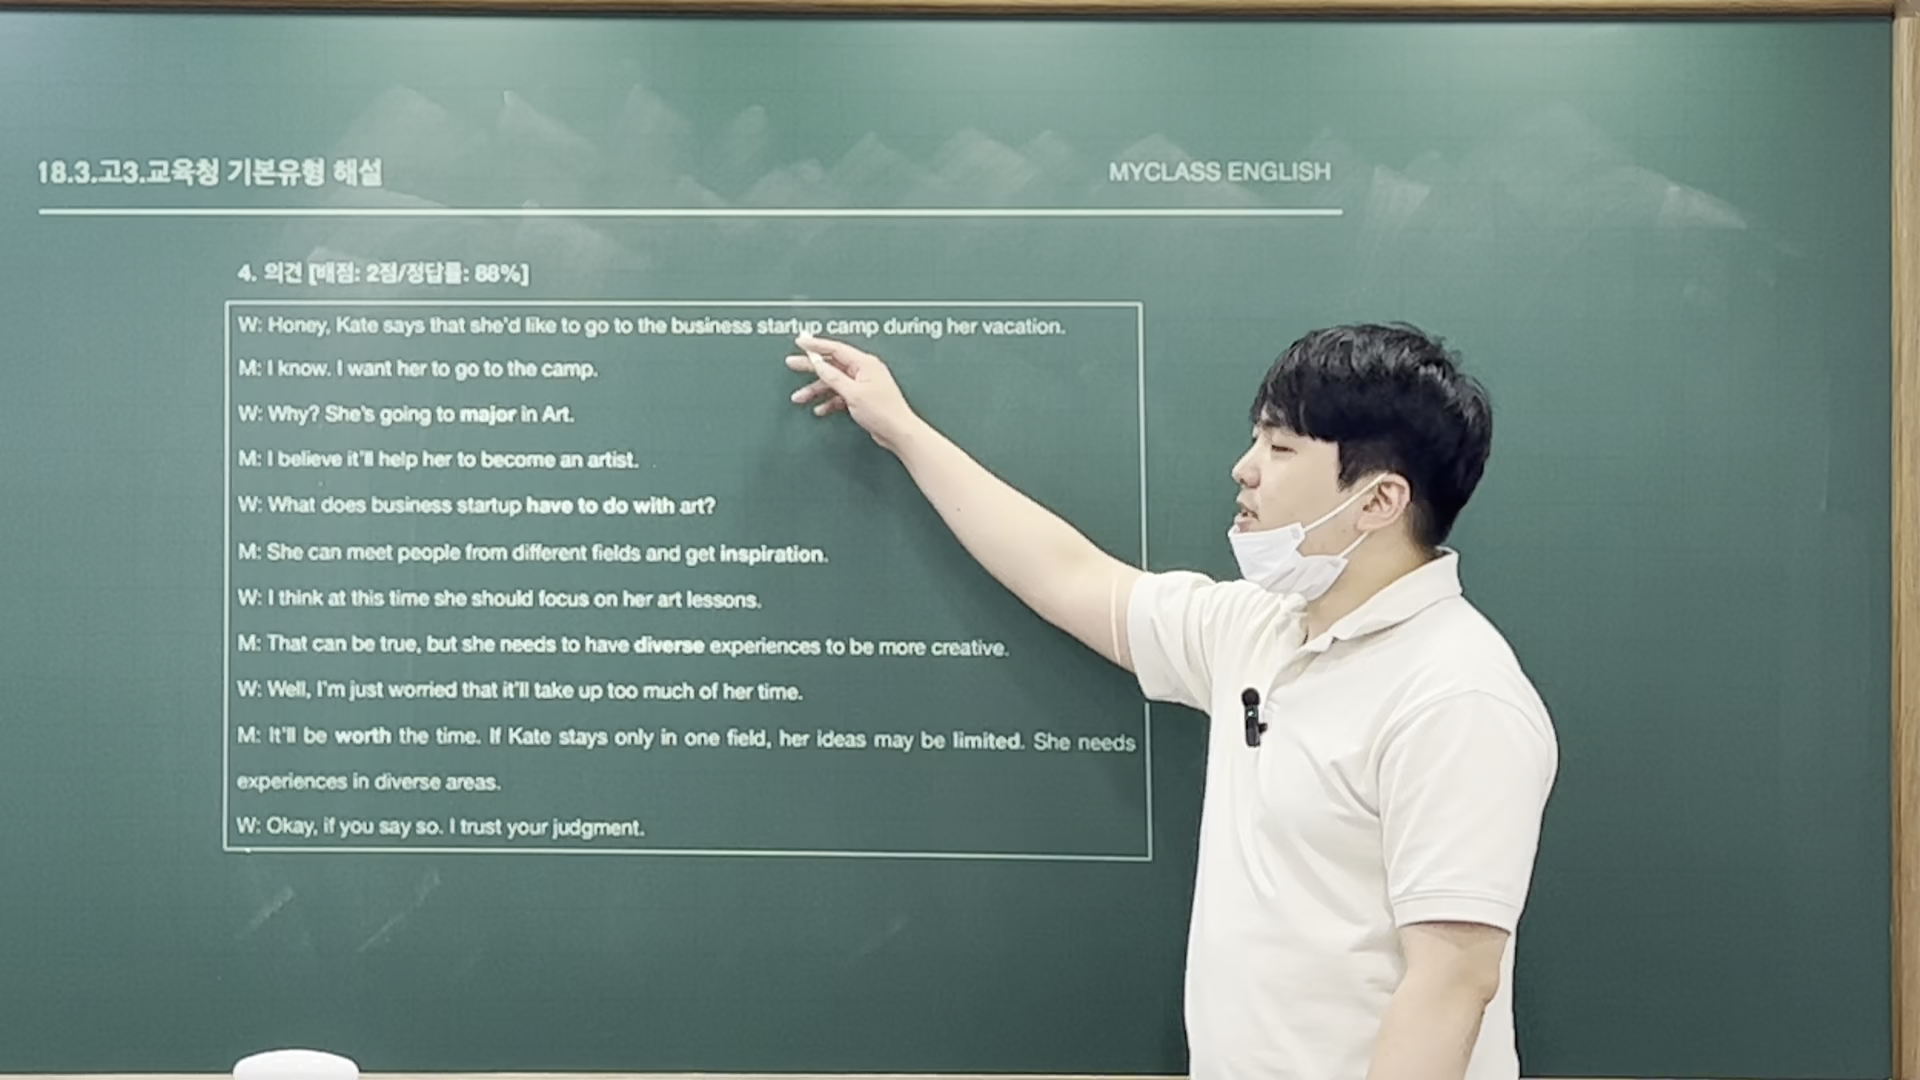 18.3.고3.교육청 기본유형 해설
MYCLASS ENGLISH
4. 의견 [배점: 2점/정답률: 88%]
W: Honey, Kate says that she'd like to go to the business startup camp during her vacation.
M: I know. I want her to go to the camp.
W: Why? She's going to major in Art.
M: I believe it'll help her to become an artist.
W: What does business startup have to do with art?
M: She can meet people from different fields and get inspiration.
W: I think at this time she should focus on her art lessons.
M: That can be true, but she needs to have diverse experiences to be more creative.
W: Well, I'm just worried that it'll take up too much of her time.
M: It'll be worth the time. If Kate stays only in one field, her ideas may be limited. She needs
experiences in diverse areas.
W: Okay, if you say so. I trust your judgment.